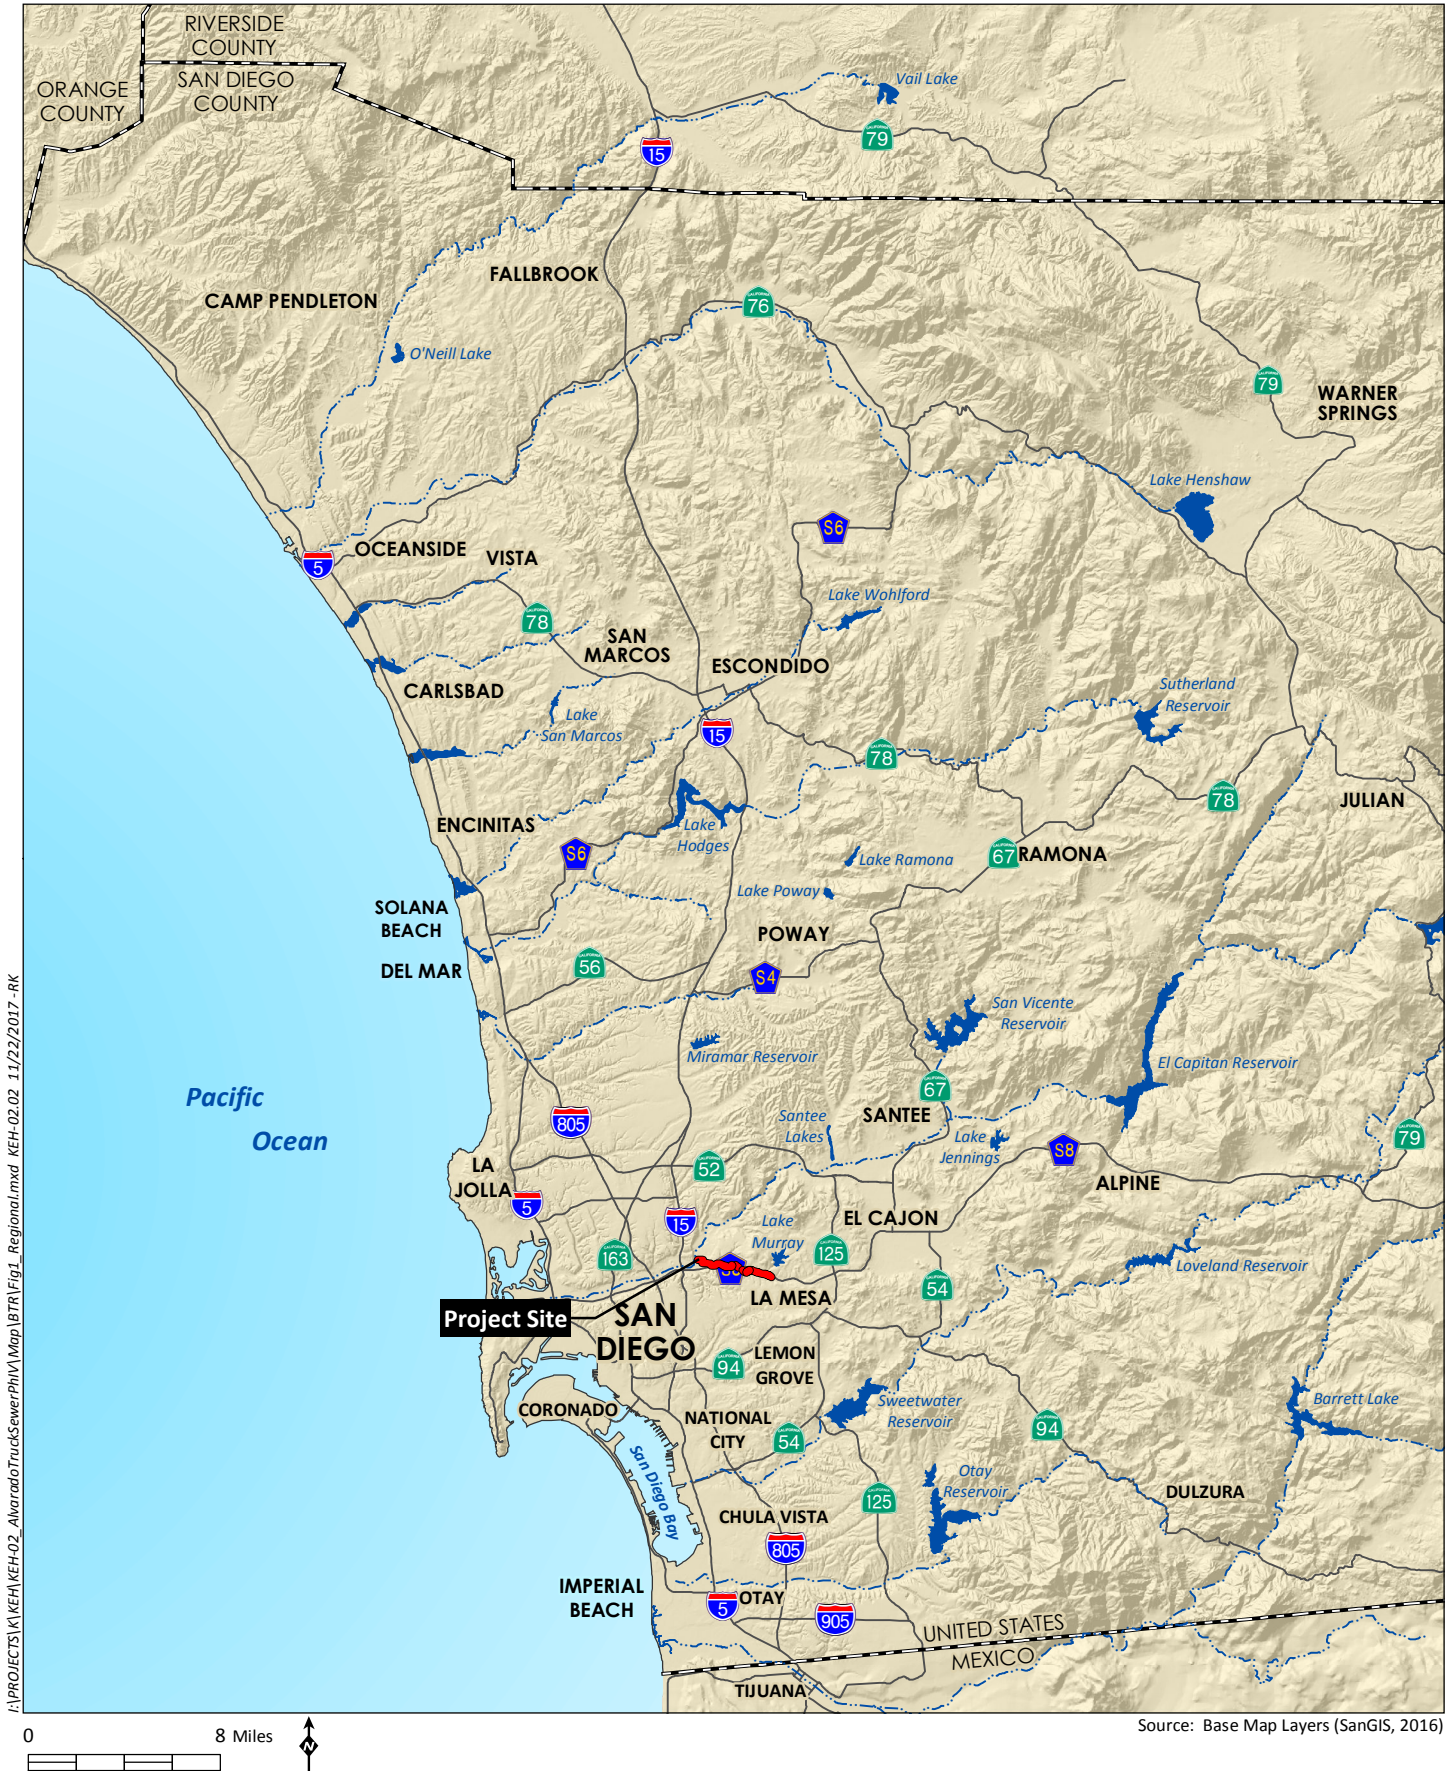 RIVERSIDE
COUNTY
ORANGE
COUNTY
SAN DIEGO
COUNTY
Vail Lake
79
15
FALLBROOK
CAMP PENDLETON
76
O'Neill Lake
79
WARNER
SPRINGS
Lake Henshaw
S6
OCEANSIDE
VISTA
5
Lake Wohlford
78
SAN
MARCOS
ESCONDIDO
CARLSBAD
Sutherland
Reservoir
Lake
San Marcos
15
78
78
JULIAN
ENCINITAS
Lake
Hodges
S6
Lake Ramona
67
RAMONA
Lake Poway
SOLANA
BEACH
POWAY
DEL MAR
56
S4
San Vicente
Reservoir
Miramar Reservoir
El Capitan Reservoir
Pacific
Ocean
67
805
Santee
Lakes
SANTEE
Lake
Jennings
S8
79
LA
JOLLA
52
ALPINE
5
15
Lake
Murray
EL CAJON
163
125
Loveland Reservoir
54
LA MESA
Project Site
SAN
DIEGO
94
LEMON
GROVE
CORONADO
Sweetwater
Reservoir
Barrett Lake
NATIONAL
CITY
54
94
San Diego Bay
Otay
Reservoir
125
DULZURA
CHULA VISTA
805
IMPERIAL
BEACH
5
OTAY
905
UNITED STATES
MEXICO
TIJUANA
I:\PROJECTS\K\KEH\KEH-02_AlvaradoTruckSewerPhIV\Map\BTR\Fig1_Regional.mxd KEH-02.02 11/22/2017 -RK
0
8 Miles
N
Source: Base Map Layers (SanGIS, 2016)